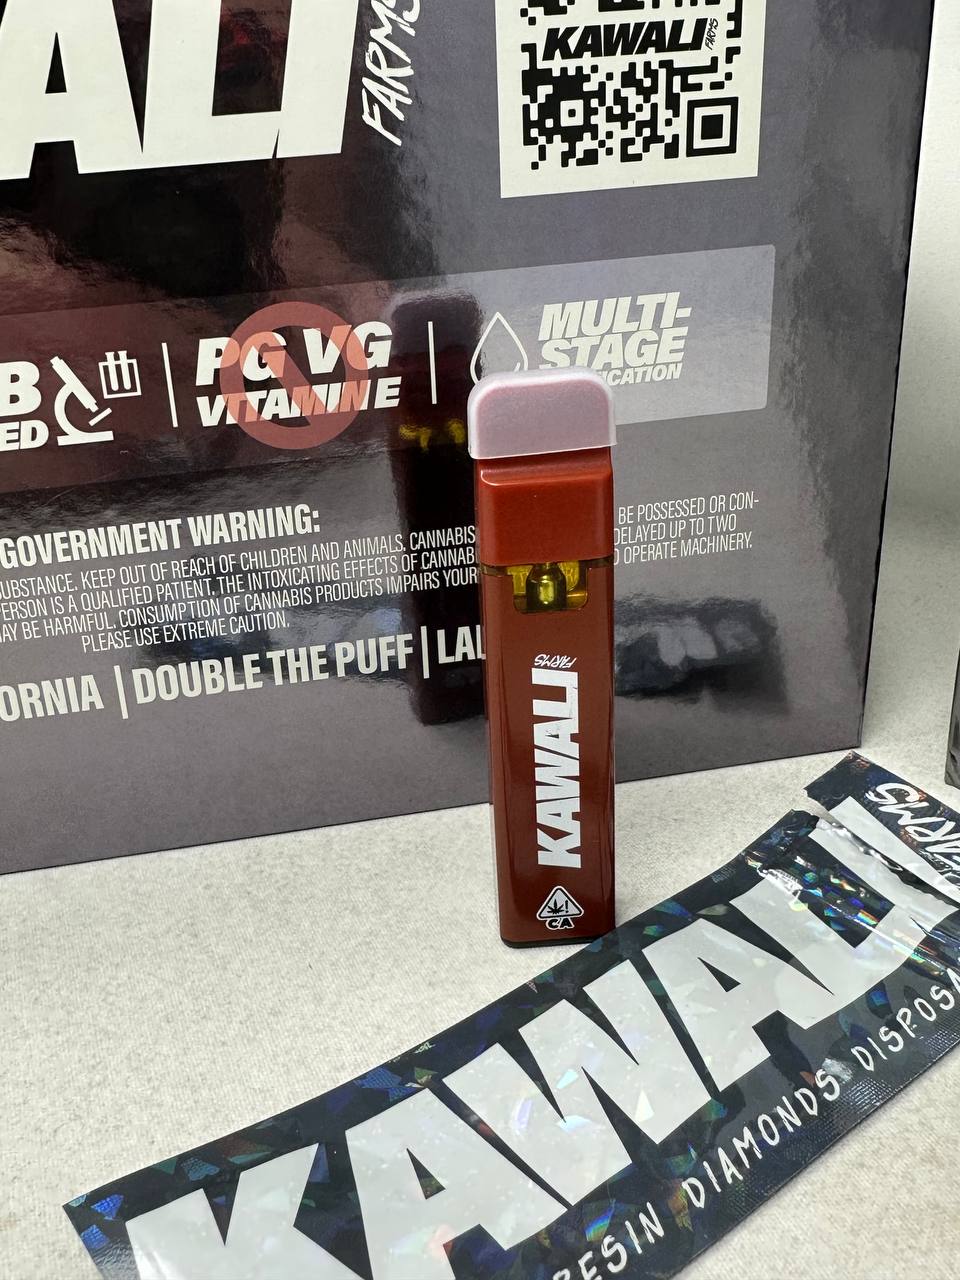 ALI
FARMS
KAWALI
FARMS
B
ED
PG VG
VITAMIN E
MULTI-
STAGE
ICATION
GOVERNMENT WARNING:
UBSTANCE. KEEP OUT OF REACH OF CHILDREN AND ANIMALS. CANNABIS
BE POSSESSED OR CON-
PERSON IS A QUALIFIED PATIENT. THE INTOXICATING EFFECTS OF CANNAB
DELAYED UP TO TWO
MAY BE HARMFUL. CONSUMPTION OF CANNABIS PRODUCTS IMPAIRS YOUR
O OPERATE MACHINERY.
PLEASE USE EXTREME CAUTION.
ORNIA | DOUBLE THE PUFF | LA
KAWALI
FARMS
CA
KAWALI
FARMS
RESIN DIAMONDS DISPOSA